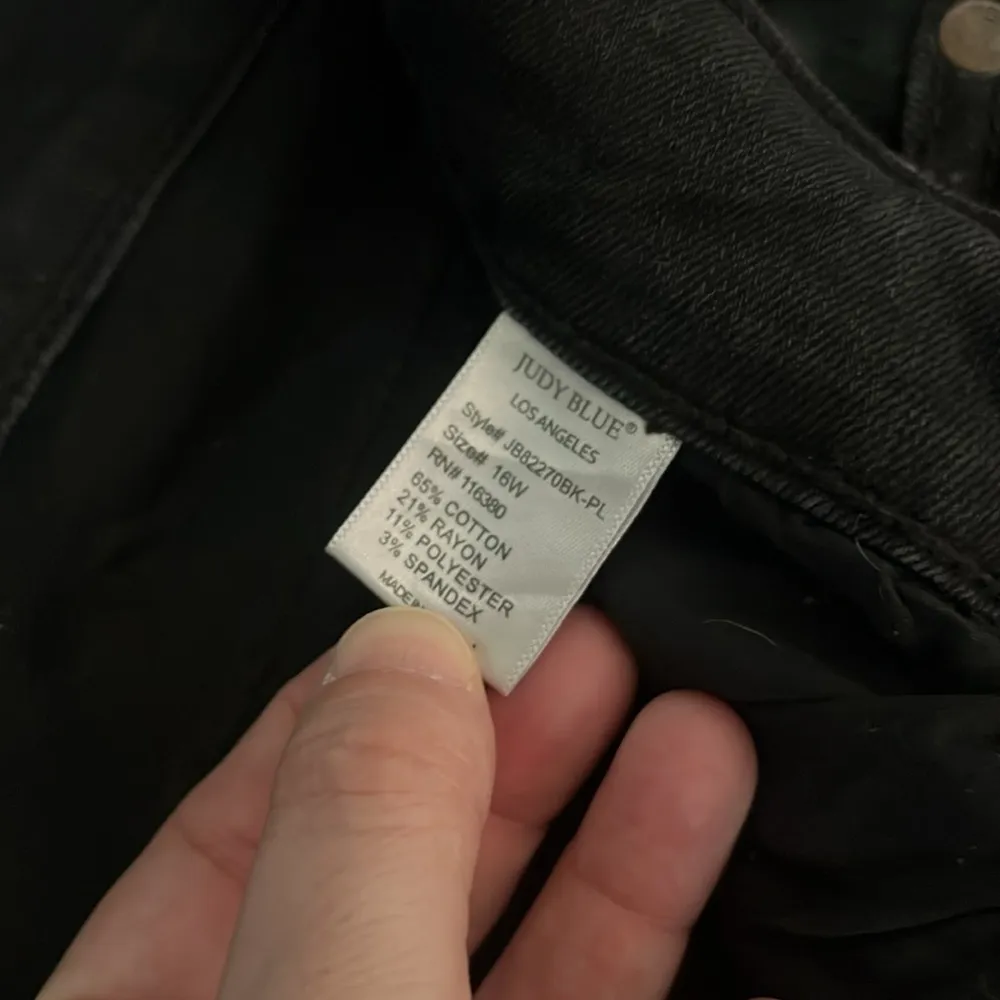 JUDY BLUE®
LOS ANGELES
Style# JB82270BK-PL
Size# 16W
RN# 116380
65% COTTON
21% RAYON
11% POLYESTER
3% SPANDEX
MADE